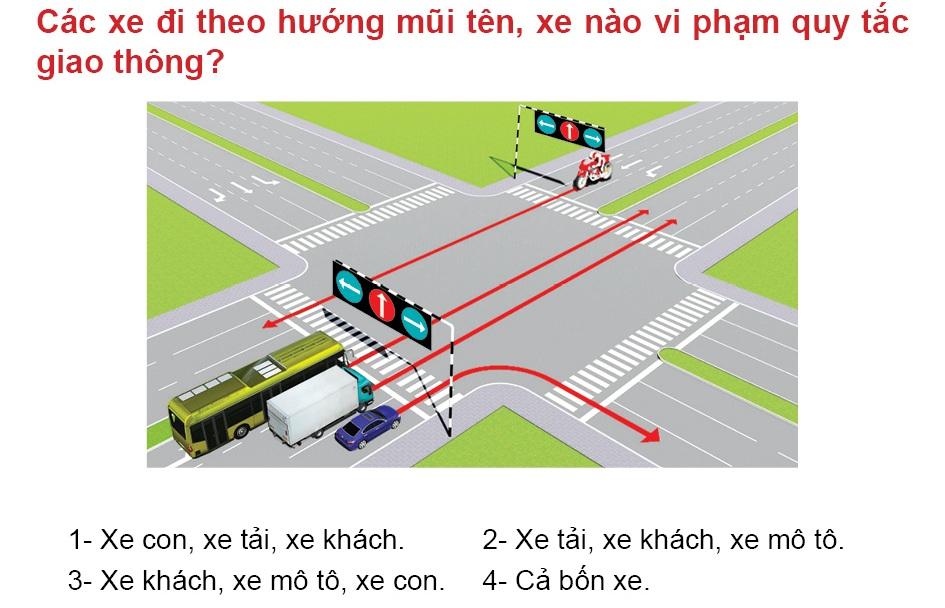 Các xe đi theo hướng mũi tên, xe nào vi phạm quy tắc
giao thông?
1- Xe con, xe tải, xe khách.
2- Xe tải, xe khách, xe mô tô.
3- Xe khách, xe mô tô, xe con.
4- Cả bốn xe.